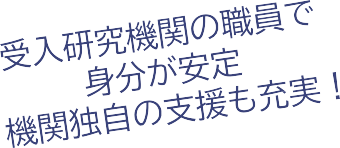 受入研究機関の職員で
身分が安定
機関独自の支援も充実！